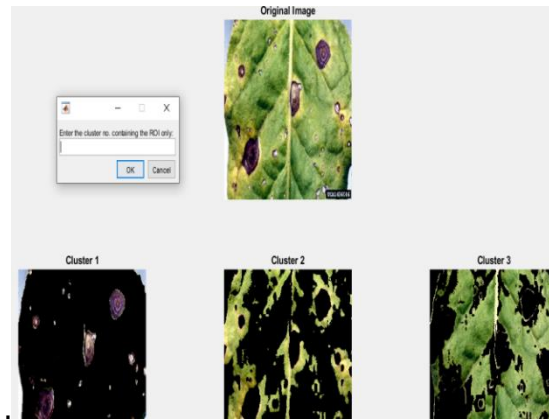 Original Image
Enter the cluster no. containing the ROI only:
OK
Cancel
Cluster 1
Cluster 2
Cluster 3